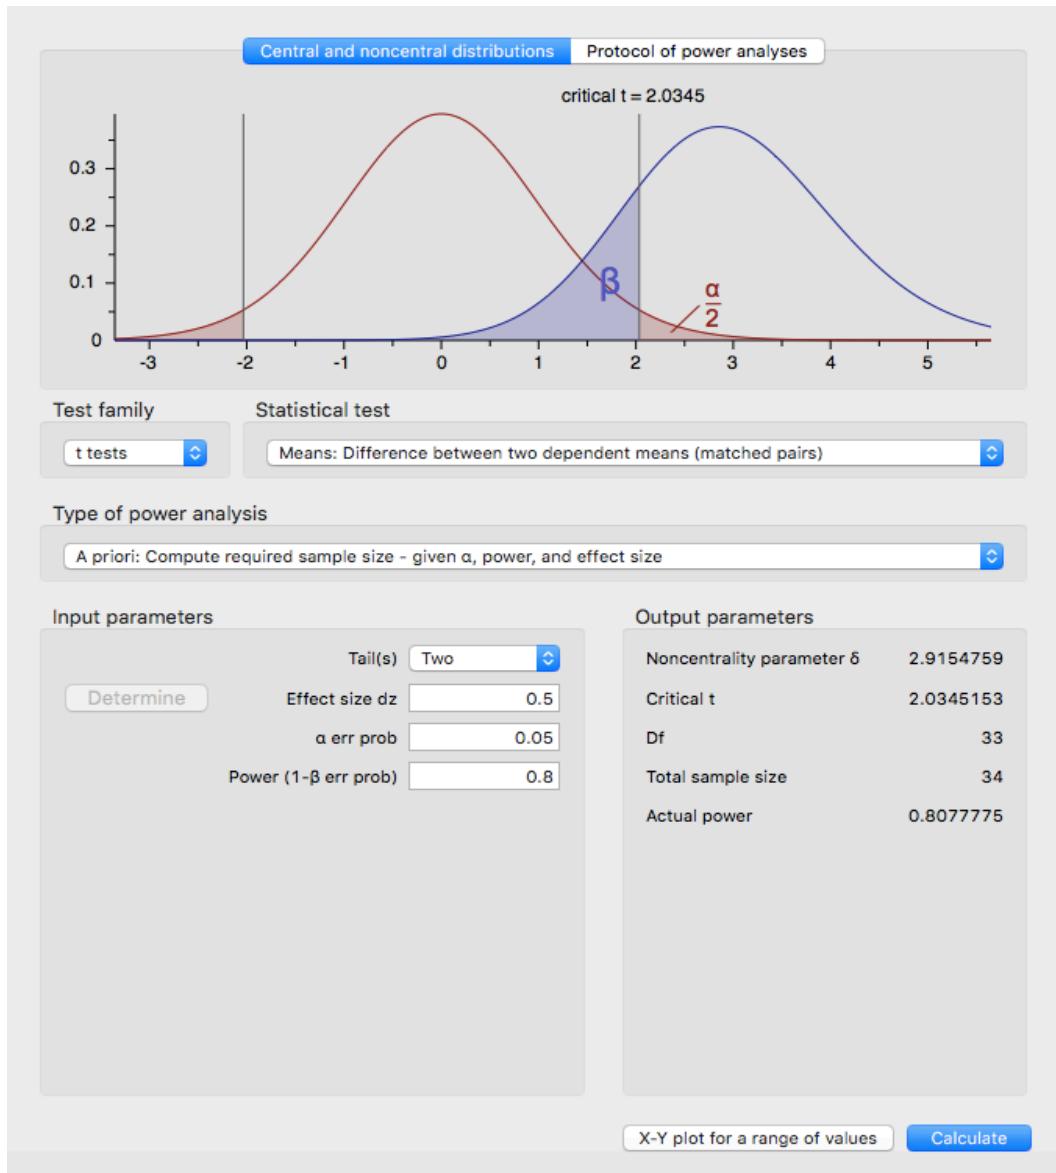 Central and noncentral distributions Protocol of power analyses
critical t = 2.0345
0.3
0.2
0.1
0
β
α
2
-3 -2 -1 0 1 2 3 4 5
Test family Statistical test
t tests Means: Difference between two dependent means (matched pairs)
Type of power analysis
A priori: Compute required sample size - given α, power, and effect size
Input parameters Output parameters
Tail(s) Two Noncentrality parameter δ 2.9154759
Determine Effect size dz 0.5 Critical t 2.0345153
α err prob 0.05 Df 33
Power (1-β err prob) 0.8 Total sample size 34
Actual power 0.8077775
X-Y plot for a range of values Calculate